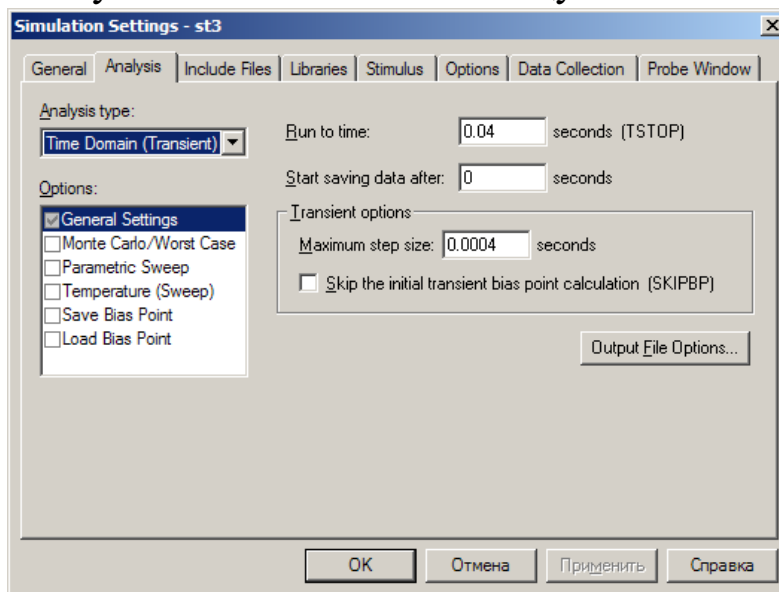 Simulation Settings - st3
General Analysis Include Files Libraries Stimulus Options Data Collection Probe Window
Analysis type:
Time Domain (Transient)
Options:
General Settings
Monte Carlo/Worst Case
Parametric Sweep
Temperature (Sweep)
Save Bias Point
Load Bias Point
Run to time: 0.04 seconds (TSTOP)
Start saving data after: 0 seconds
Transient options
Maximum step size: 0.0004 seconds
Skip the initial transient bias point calculation (SKIPBP)
Output File Options...
OK Отмена Применить Справка